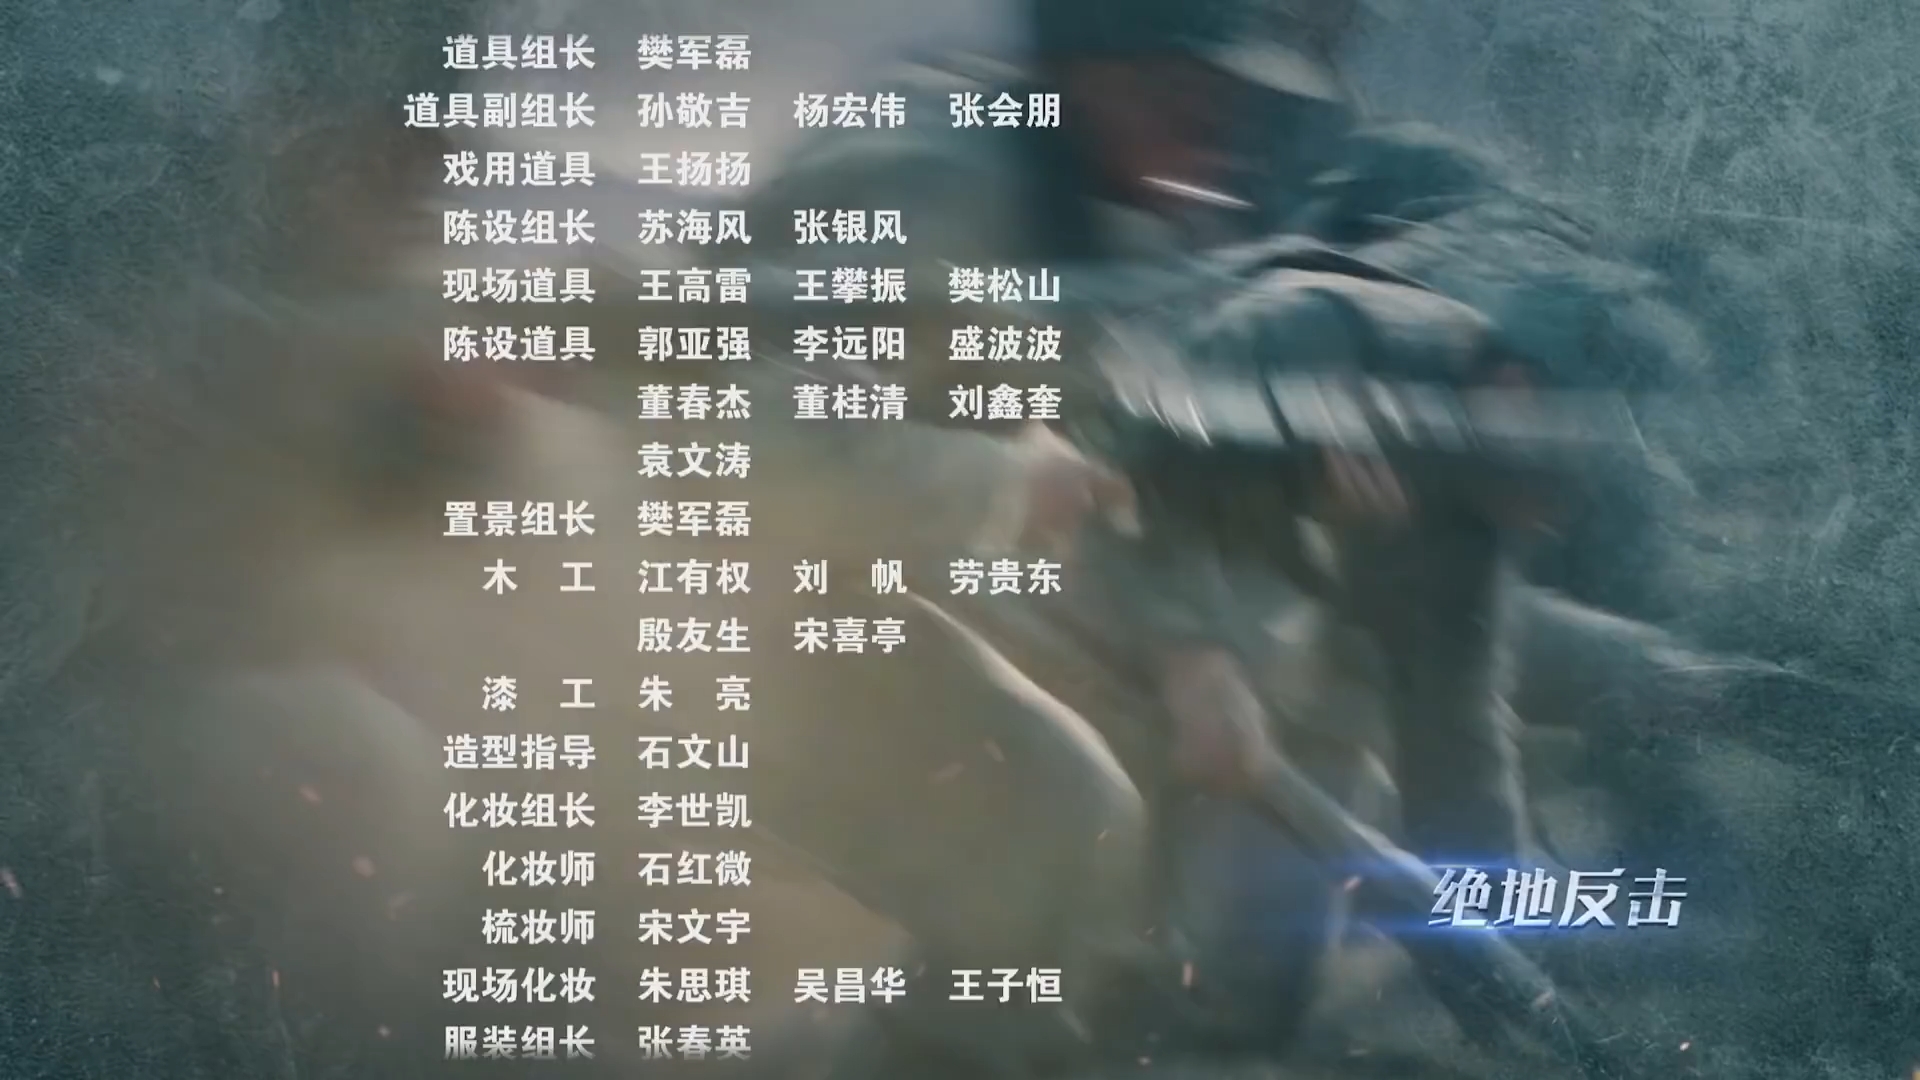 道具组长 樊军磊
道具副组长 孙敬吉 杨宏伟 张会朋
戏用道具 王扬扬
陈设组长 苏海风 张银风
现场道具 王高雷 王攀振 樊松山
陈设道具 郭亚强 李远阳 盛波波
董春杰 董桂清 刘鑫奎
袁文涛
置景组长 樊军磊
木 工 江有权 刘 帆 劳贵东
殷友生 宋喜亭
漆 工 朱 亮
造型指导 石文山
化妆组长 李世凯
化妆师 石红微
梳妆师 宋文宇
现场化妆 朱思琪 吴昌华 王子恒
服装组长 张春英
绝地反击